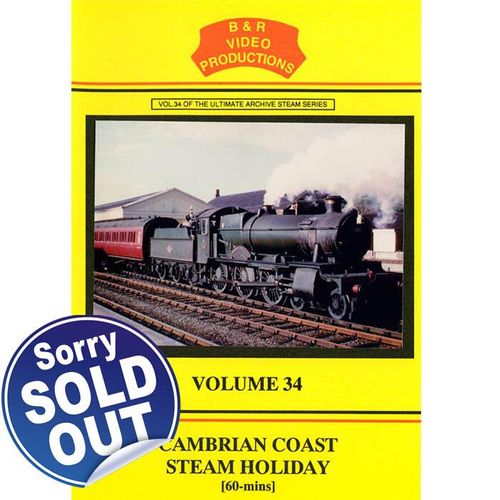 B & R
VIDEO
PRODUCTIONS
VOL.34 OF THE ULTIMATE ARCHIVE STEAM SERIES
VOLUME 34
CAMBRIAN COAST
STEAM HOLIDAY
[60-mins]
Sorry
SOLD
OUT